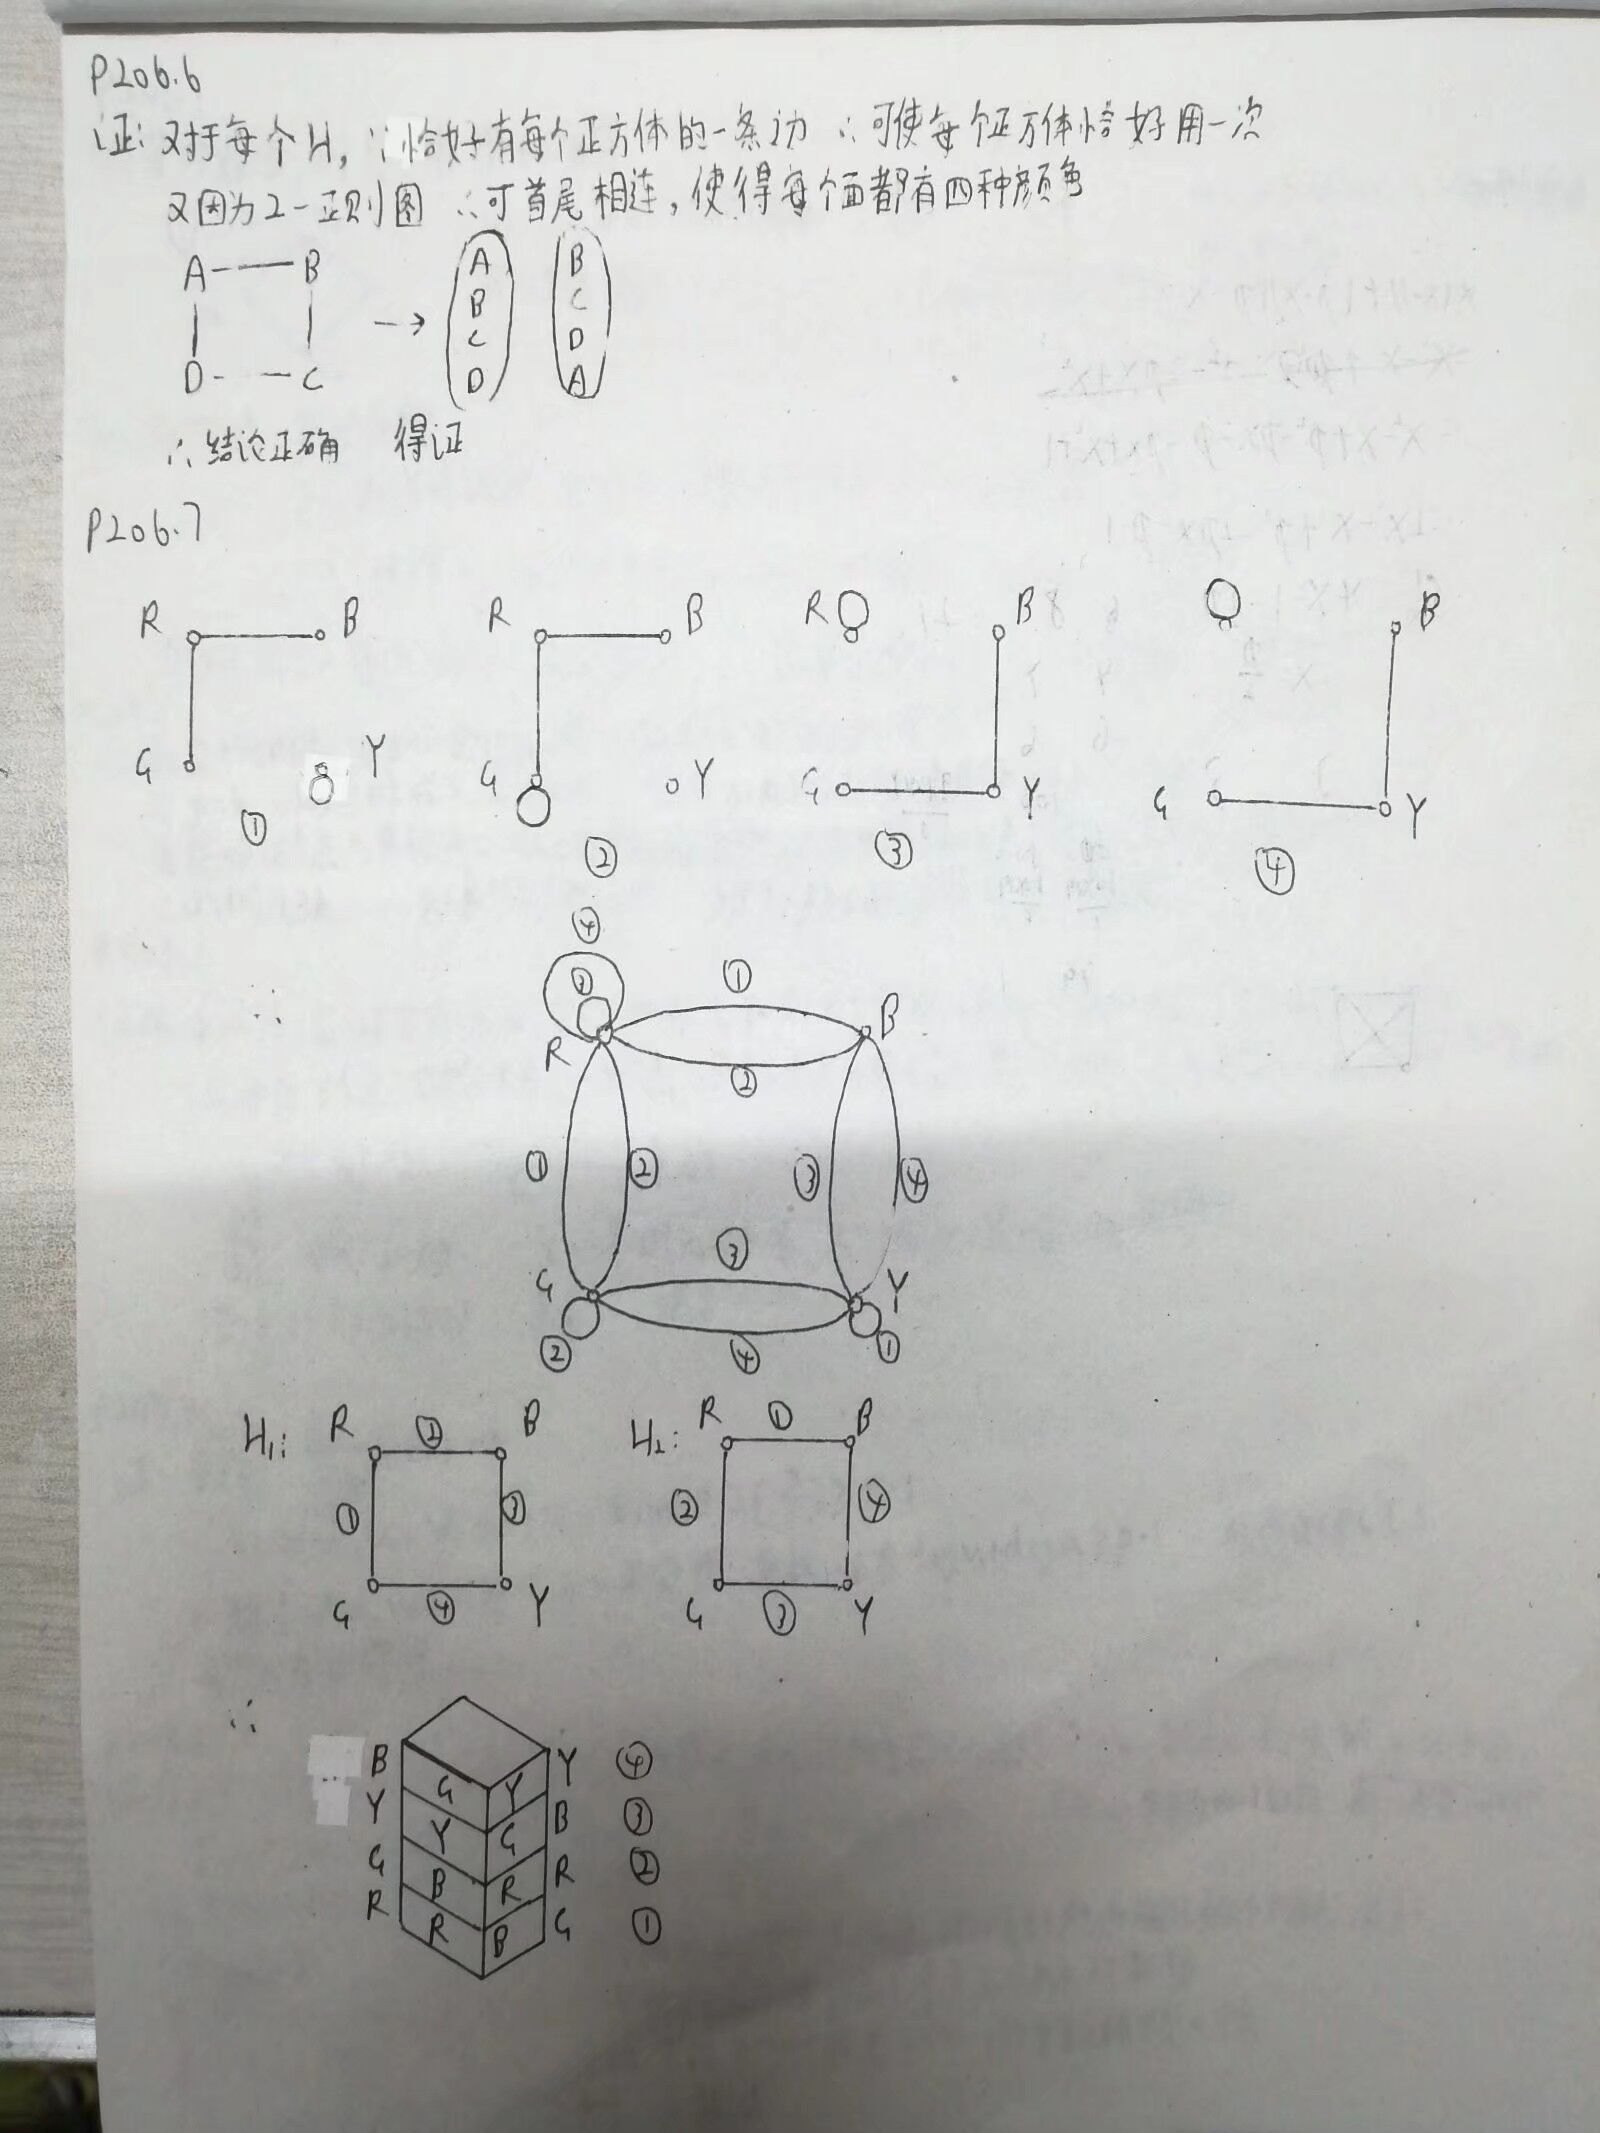 P206.6
证: 对于每个H, ∵恰好有每个正方体的一条边 ∴可使每个正方体恰好用一次
又因为2-正则图 ∴可首尾相连,使得每个面都有四种颜色
A B A B
B C
C D
D C D A
∴结论正确 得证
P206.7
R B R B R B B
G Y G Y G Y G Y
① ② ③ ④
④
③ ①
R B
②
① ② ③ ④
③
G Y
② ④ ①
H₁: R ② B H₂: R ① B
① ③ ② ④
G ④ Y G ③ Y
∴
B G Y Y ④
Y Y G B ③
G B R R ②
R R B G ①